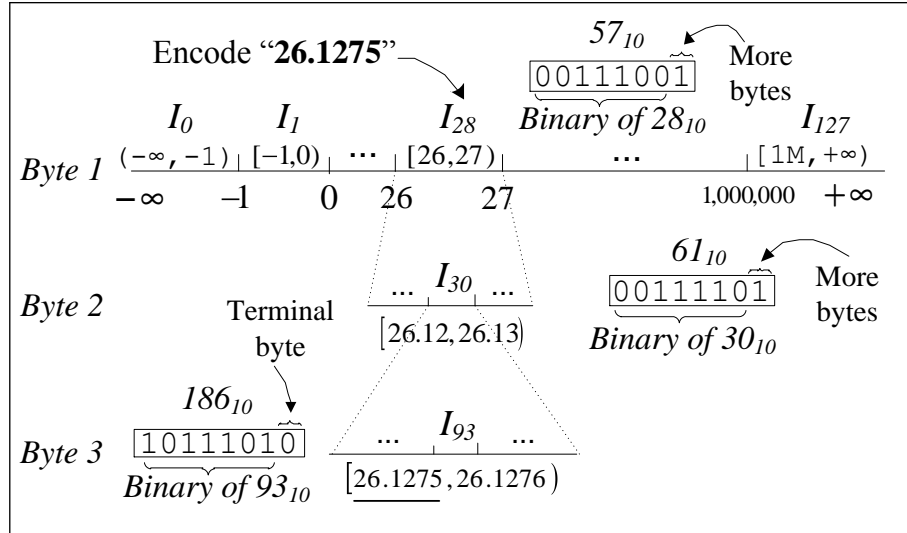 Encode “26.1275”
57₁₀
More bytes
00111001
Binary of 28₁₀
I₀ I₁ I₂₈ I₁₂₇
Byte 1 (-∞,-1) [-1,0) ... [26,27) ... [1M,+∞)
-∞ -1 0 26 27 1,000,000 +∞
61₁₀
More bytes
00111101
Binary of 30₁₀
Byte 2 ... I₃₀ ...
[26.12,26.13)
Terminal byte
186₁₀
10111010
Binary of 93₁₀
Byte 3 ... I₉₃ ...
[26.1275,26.1276)